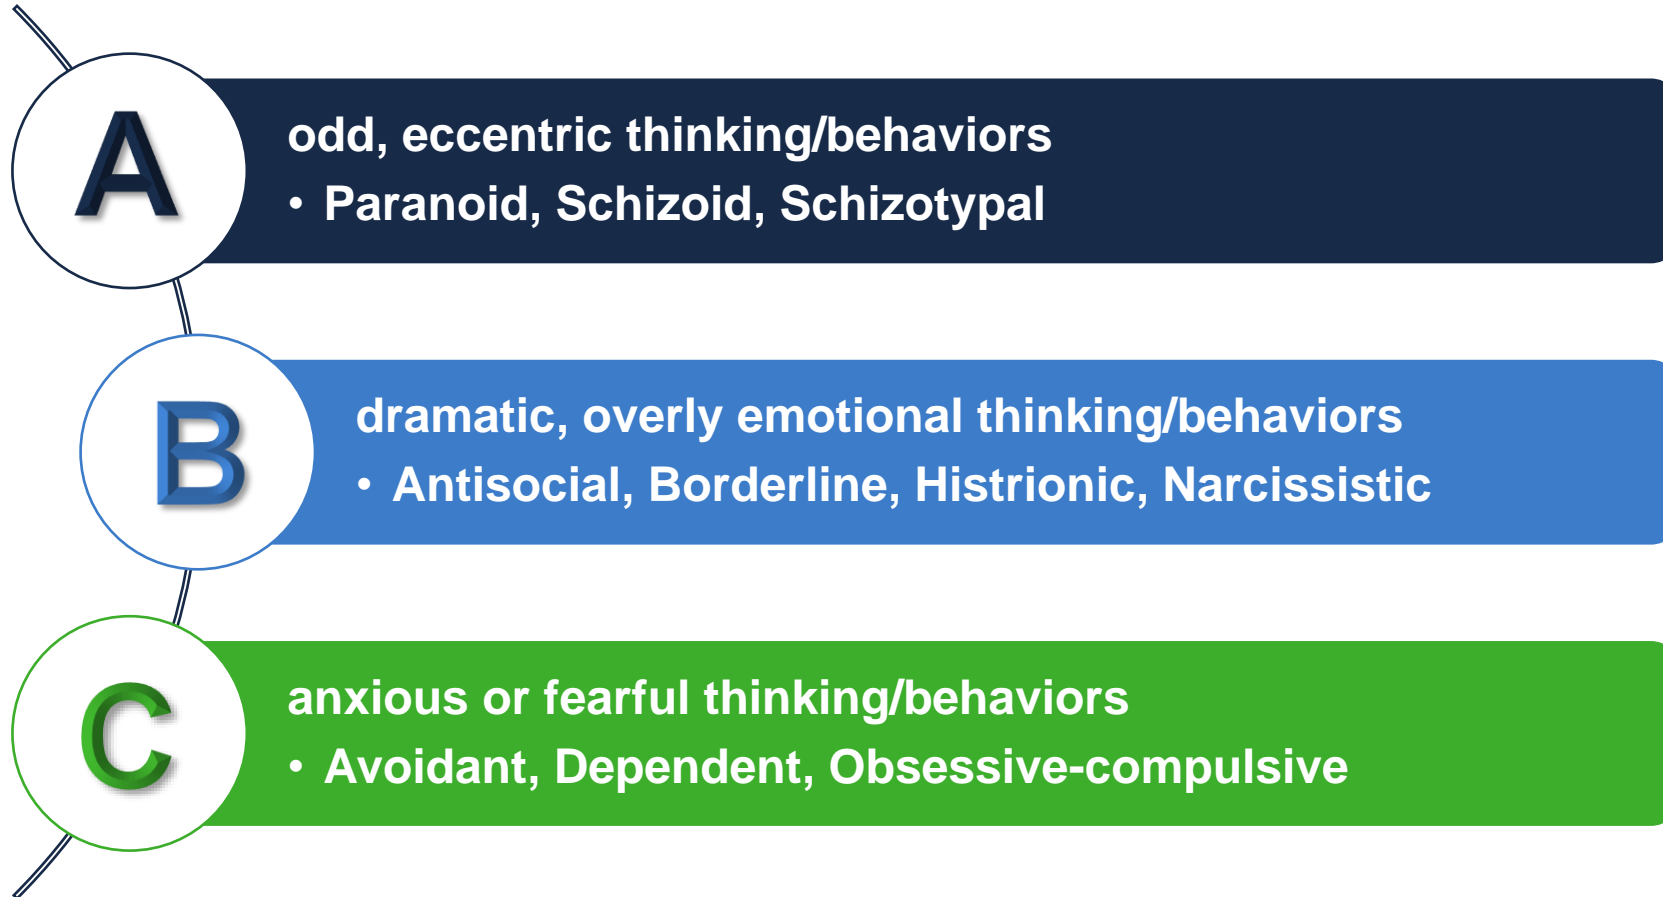 A
odd, eccentric thinking/behaviors
• Paranoid, Schizoid, Schizotypal
B
dramatic, overly emotional thinking/behaviors
• Antisocial, Borderline, Histrionic, Narcissistic
C
anxious or fearful thinking/behaviors
• Avoidant, Dependent, Obsessive-compulsive